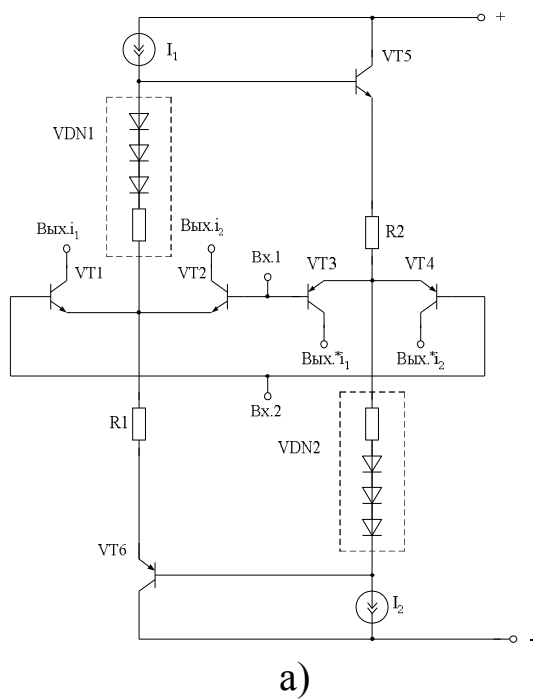 +
I₁
VT5
VDN1
Вых.i₁
Вых.i₂
Вх.1
R2
VT1
VT2
VT3
VT4
Вых.*i₁
Вых.*i₂
Вх.2
R1
VDN2
VT6
I₂
-
а)